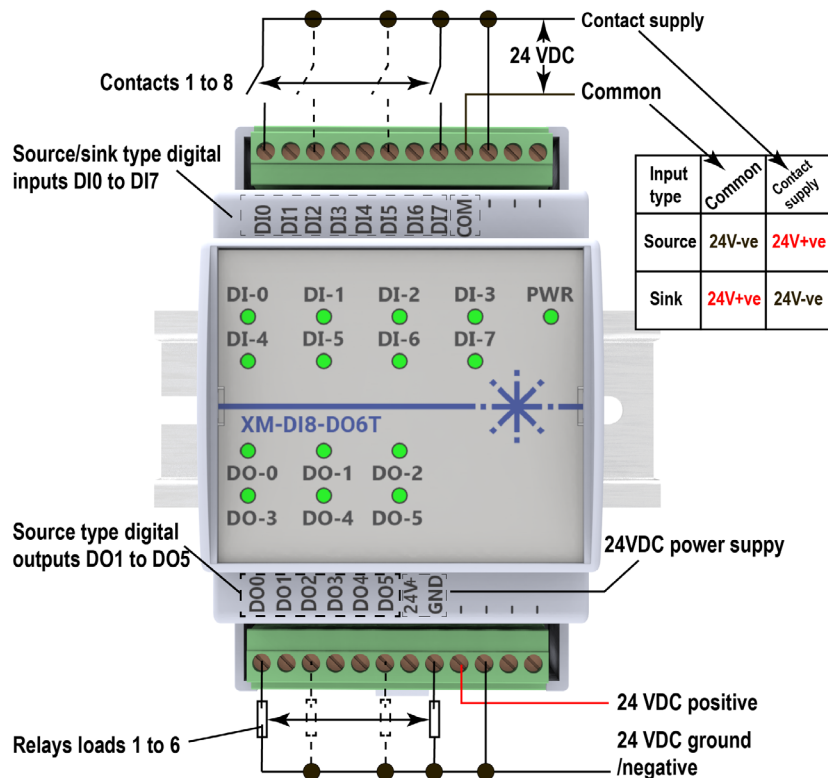 Contact supply
24 VDC
Contacts 1 to 8
Common
Source/sink type digital
inputs DI0 to DI7
Input
type
Common
Contact
supply
Source
24V-ve
24V+ve
Sink
24V+ve
24V-ve
DI0
DI1
DI2
DI3
DI4
DI5
DI6
DI7
COM
DI-0
DI-1
DI-2
DI-3
PWR
DI-4
DI-5
DI-6
DI-7
XM-DI8-DO6T
DO-0
DO-1
DO-2
DO-3
DO-4
DO-5
Source type digital
outputs DO1 to DO5
24VDC power suppy
DO0
DO1
DO2
DO3
DO4
DO5
24V+
GND
24 VDC positive
Relays loads 1 to 6
24 VDC ground
/negative